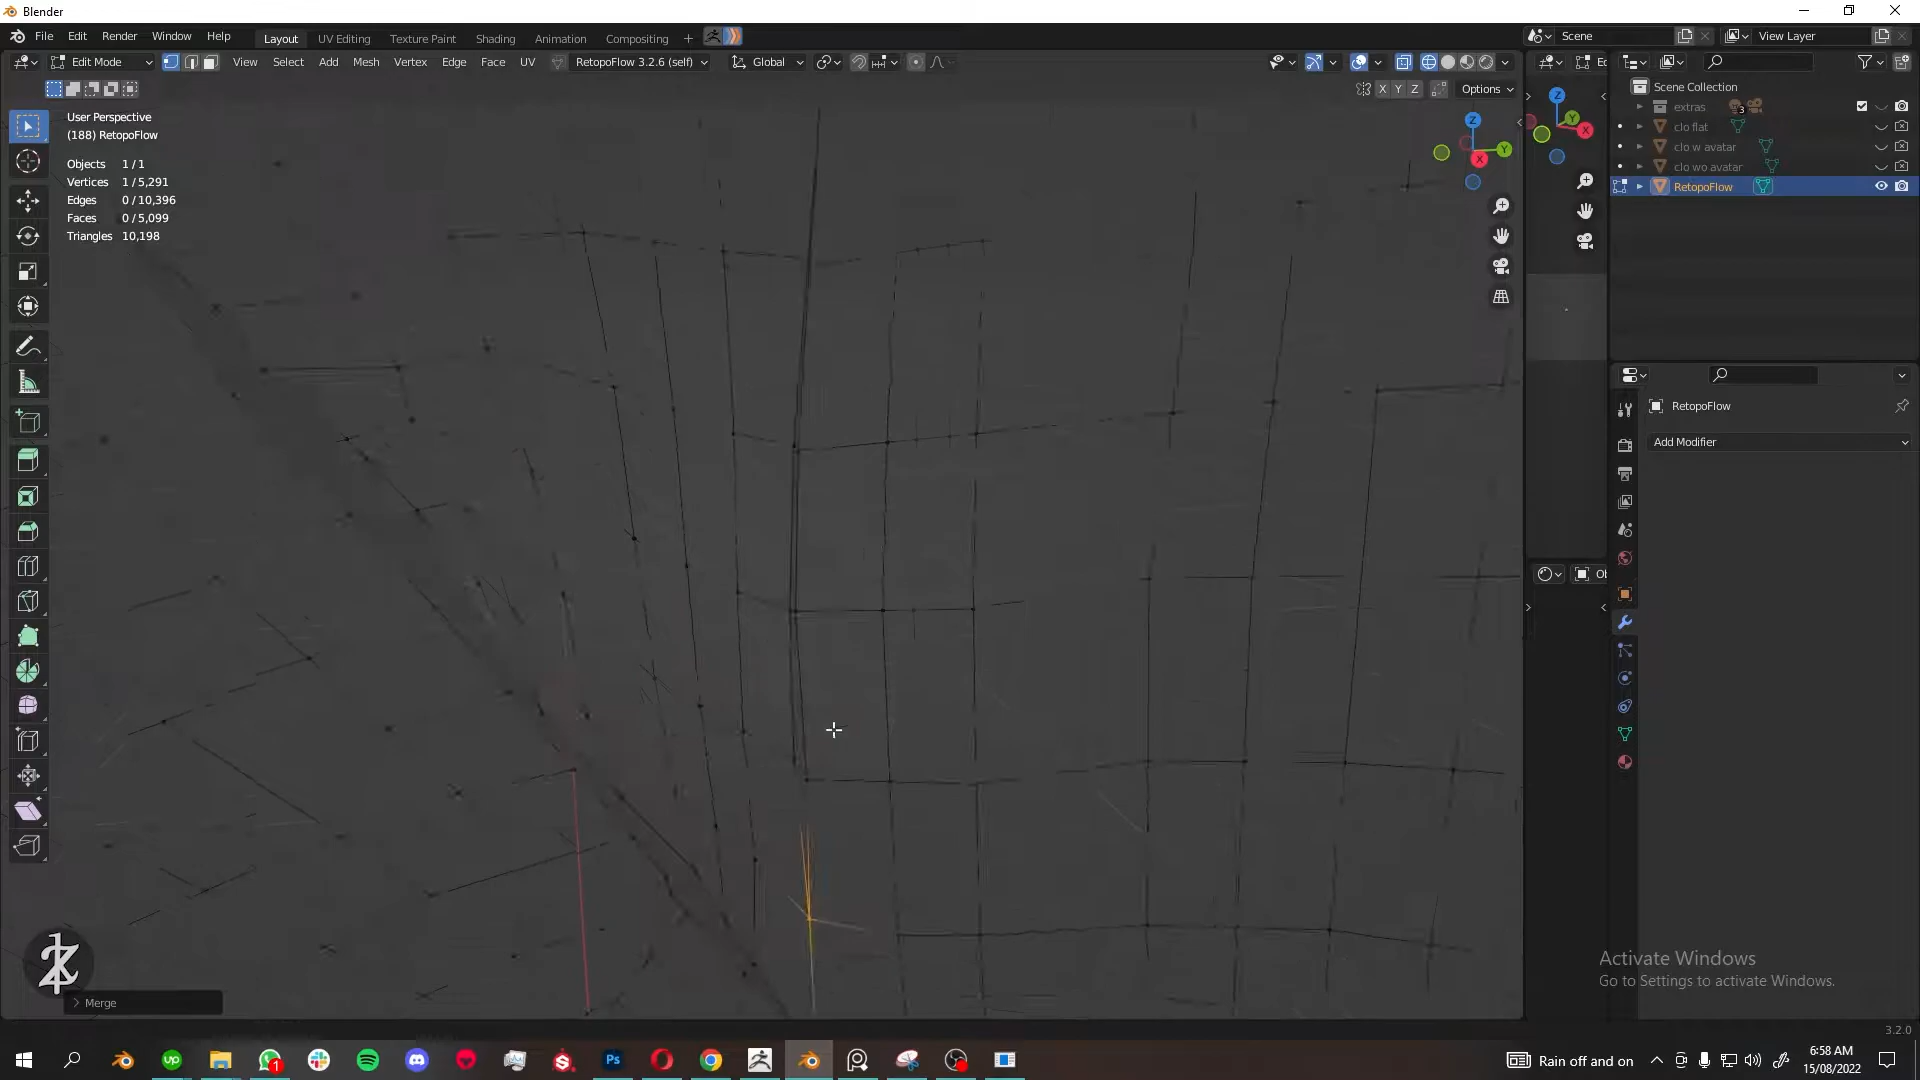 Blender
File Edit Render Window Help
Layout UV Editing Texture Paint Shading Animation Compositing
Scene
View Layer
Edit Mode
View Select Add Mesh Vertex Edge Face UV
RetopoFlow 3.2.6 (self)
Global
X Y Z
Options
User Perspective
(188) RetopoFlow
Objects 1 / 1
Vertices 1 / 5,291
Edges 0 / 10,396
Faces 0 / 5,099
Triangles 10,198
Z
Y
X
Z
Y
X
Scene Collection
extras
3
clo flat
clo w avatar
clo wo avatar
RetopoFlow
RetopoFlow
Add Modifier
Merge
Activate Windows
Go to Settings to activate Windows.
3.2.0
up
1
Ps
Rain off and on
6:58 AM
15/08/2022